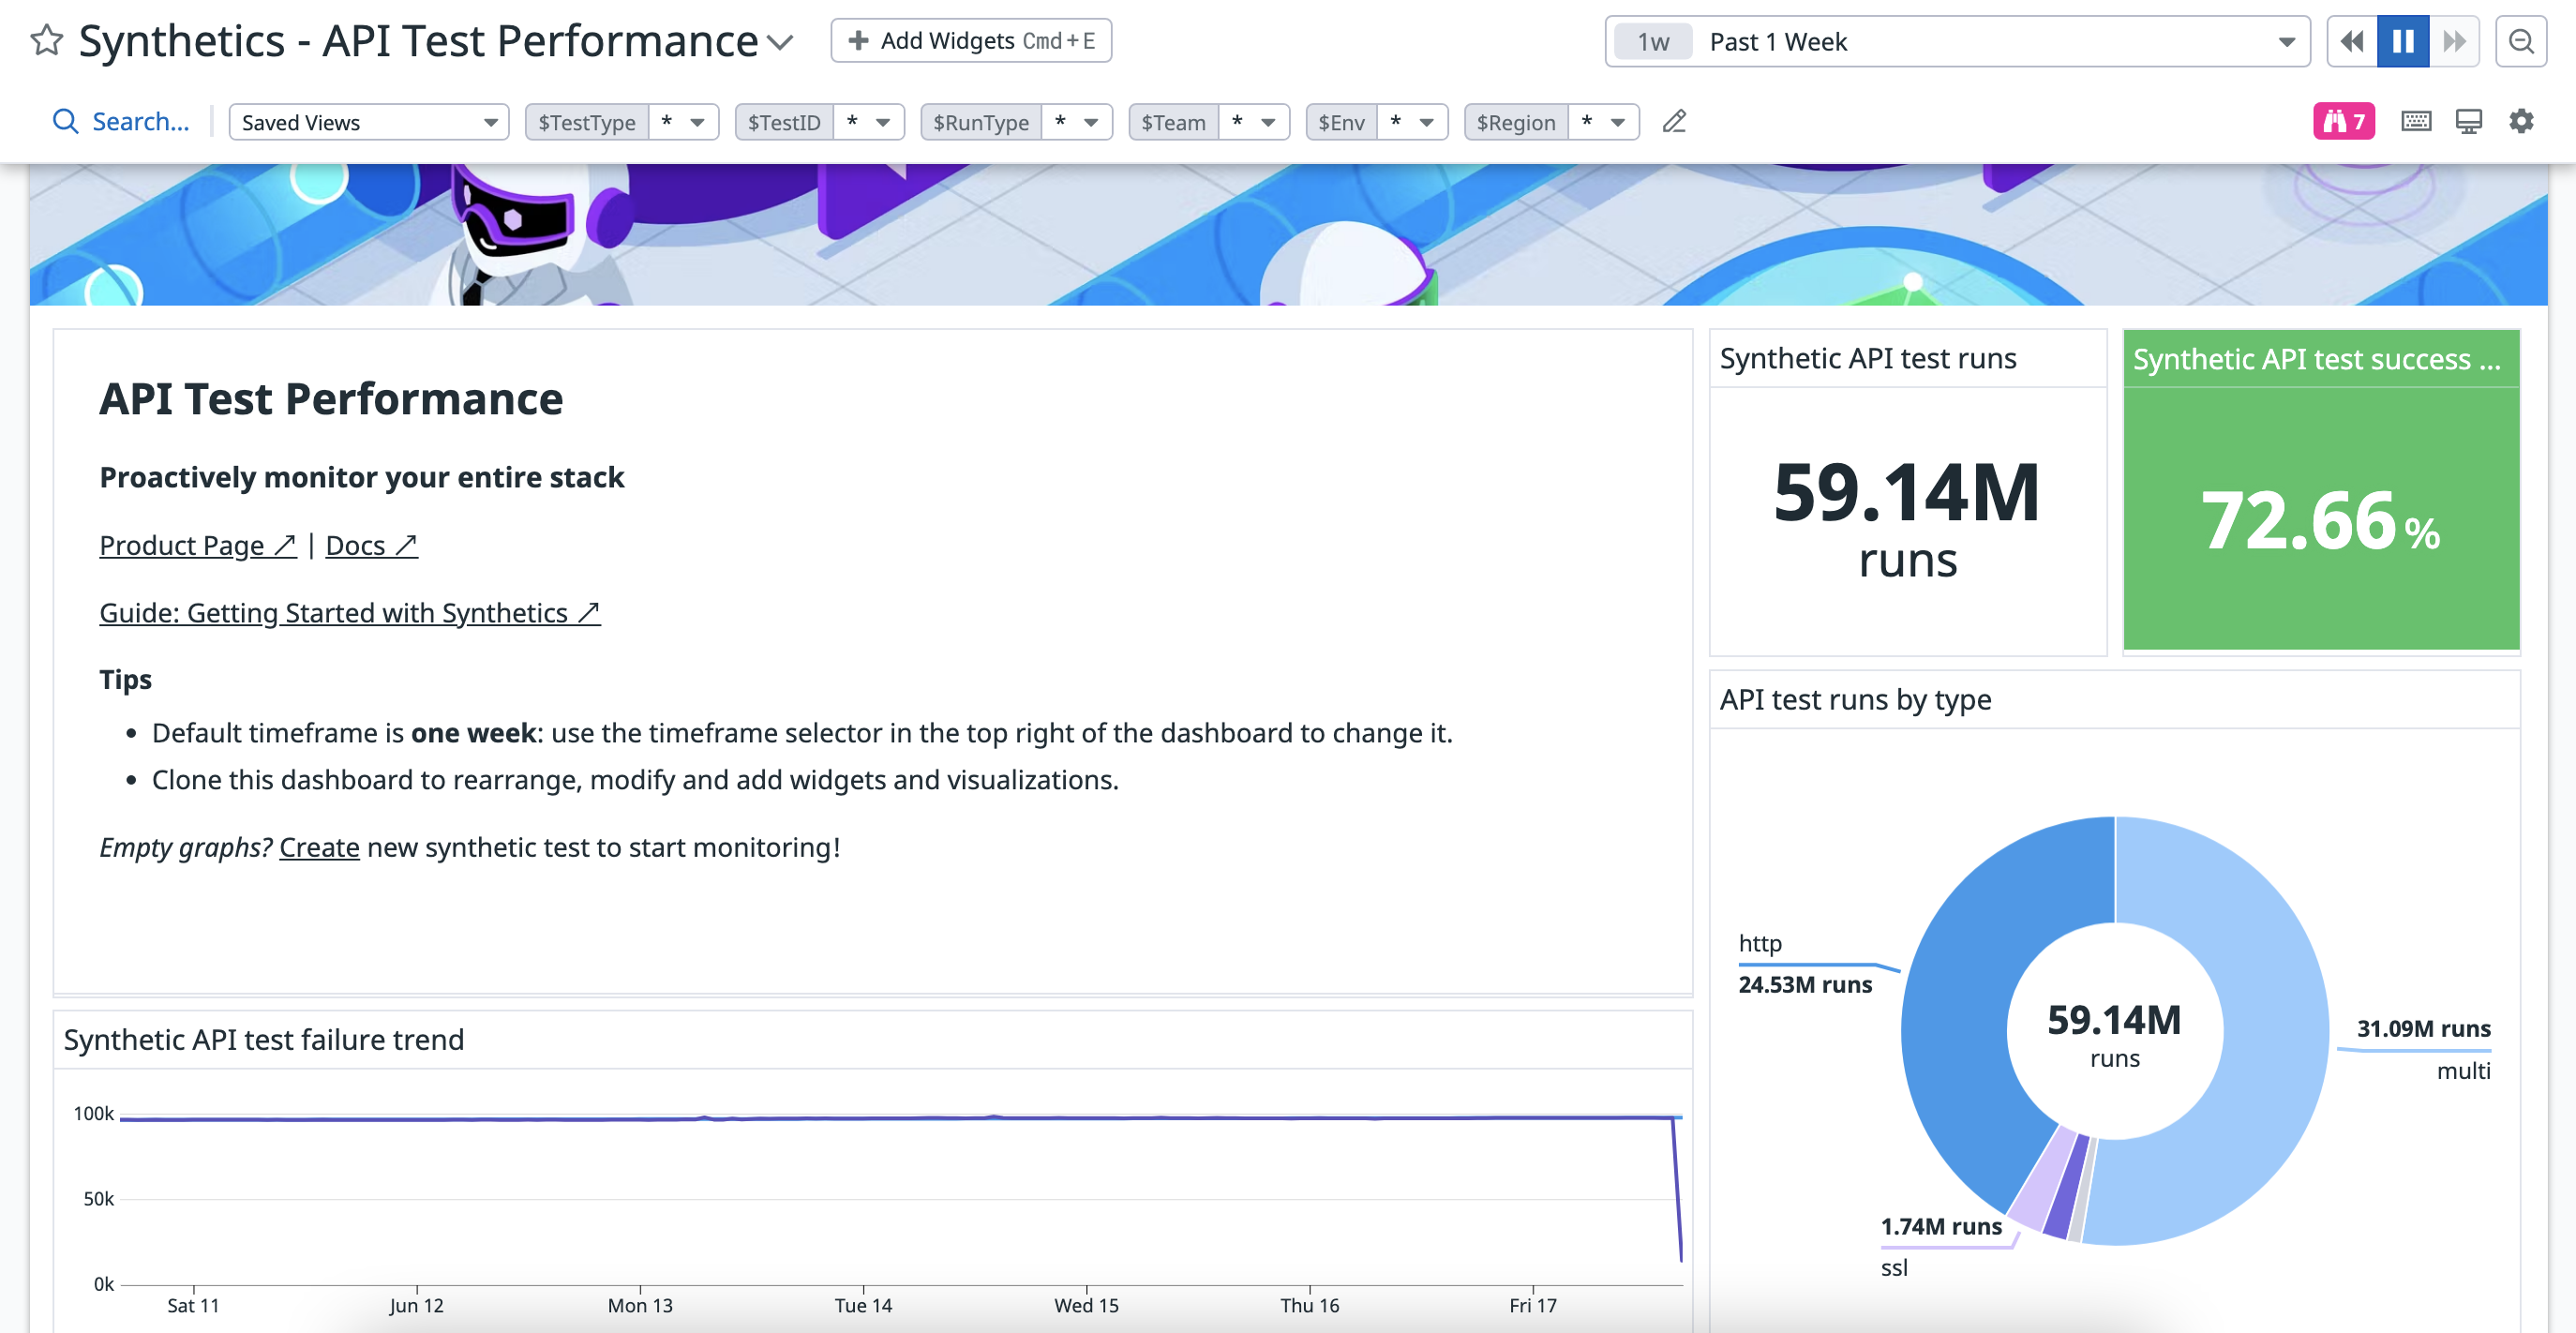 Synthetics - API Test Performance
Add Widgets Cmd+E
1w Past 1 Week
Search...
Saved Views
$TestType *
$TestID *
$RunType *
$Team *
$Env *
$Region *
7
API Test Performance
Proactively monitor your entire stack
Product Page ↗ | Docs ↗
Guide: Getting Started with Synthetics ↗
Tips
• Default timeframe is one week: use the timeframe selector in the top right of the dashboard to change it.
• Clone this dashboard to rearrange, modify and add widgets and visualizations.
Empty graphs? Create new synthetic test to start monitoring!
Synthetic API test runs
59.14M
runs
Synthetic API test success ...
72.66%
API test runs by type
http
24.53M runs
59.14M
runs
31.09M runs
multi
1.74M runs
ssl
Synthetic API test failure trend
100k
50k
0k
Sat 11
Jun 12
Mon 13
Tue 14
Wed 15
Thu 16
Fri 17